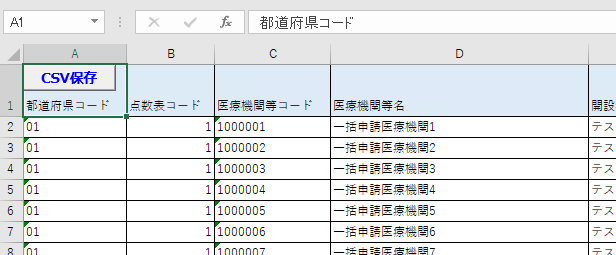 A1 fx 都道府県コード
A B C D
CSV保存
1 都道府県コード 点数表コード 医療機関等コード 医療機関等名 開設
2 01 1 1000001 一括申請医療機関1 テス
3 01 1 1000002 一括申請医療機関2 テス
4 01 1 1000003 一括申請医療機関3 テス
5 01 1 1000004 一括申請医療機関4 テス
6 01 1 1000005 一括申請医療機関5 テス
7 01 1 1000006 一括申請医療機関6 テス
8 01 1 1000007 一括申請医療機関7 テス